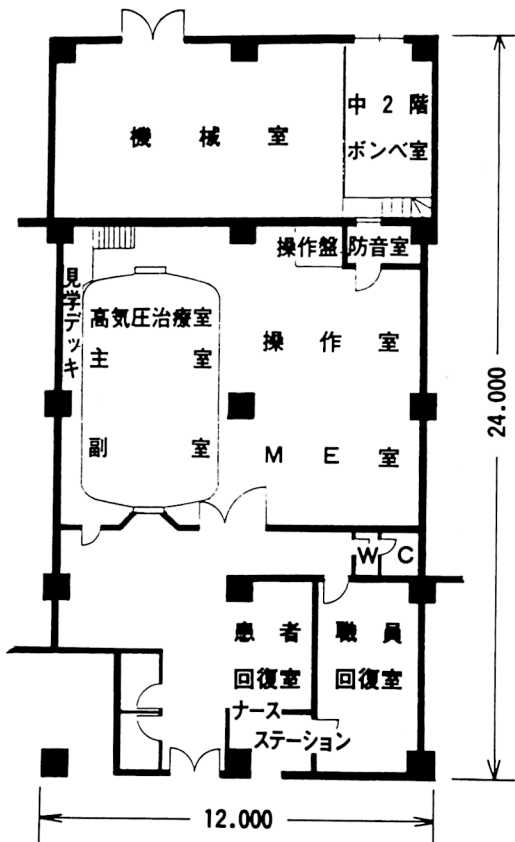 中2階
機械室
ボンベ室
操作盤
防音室
見学デッキ
高気圧治療室
主室
操作室
副室
ME室
WC
患者
職員
回復室
回復室
ナース
ステーション
24.000
12.000